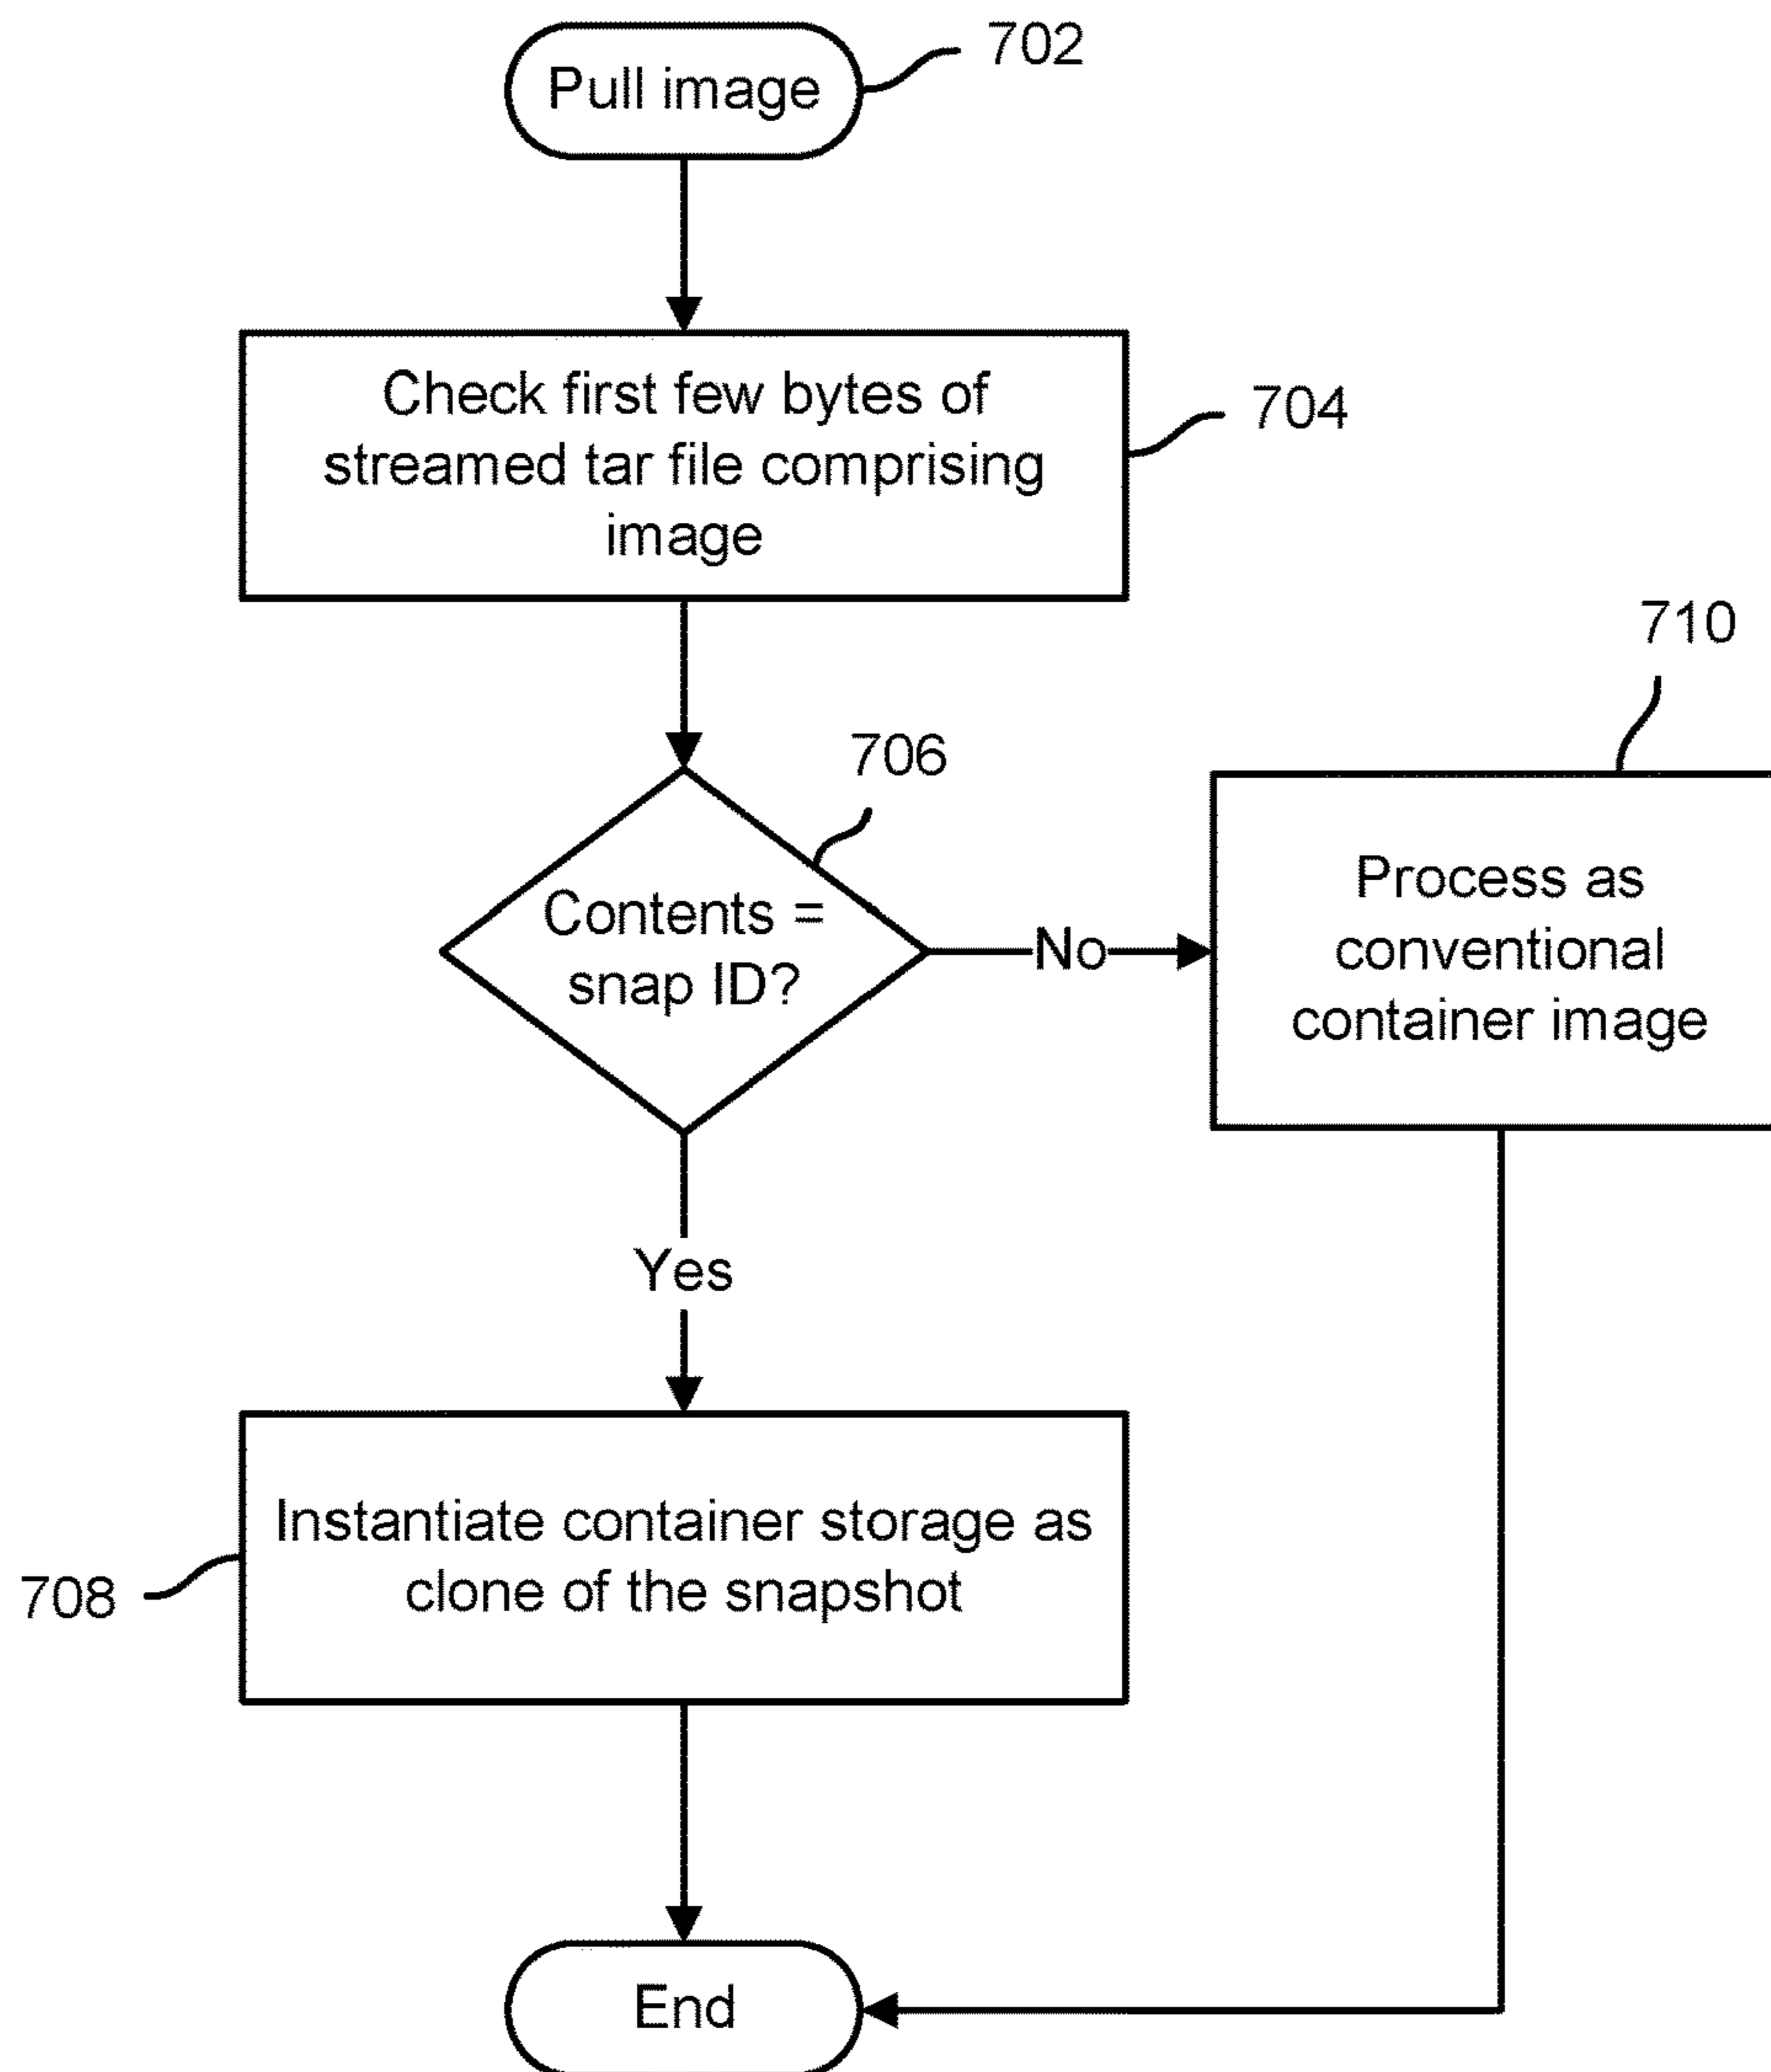 Pull image
702
Check first few bytes of
streamed tar file comprising
image
704
706
710
Contents =
snap ID?
No
Process as
conventional
container image
Yes
Instantiate container storage as
clone of the snapshot
708
End